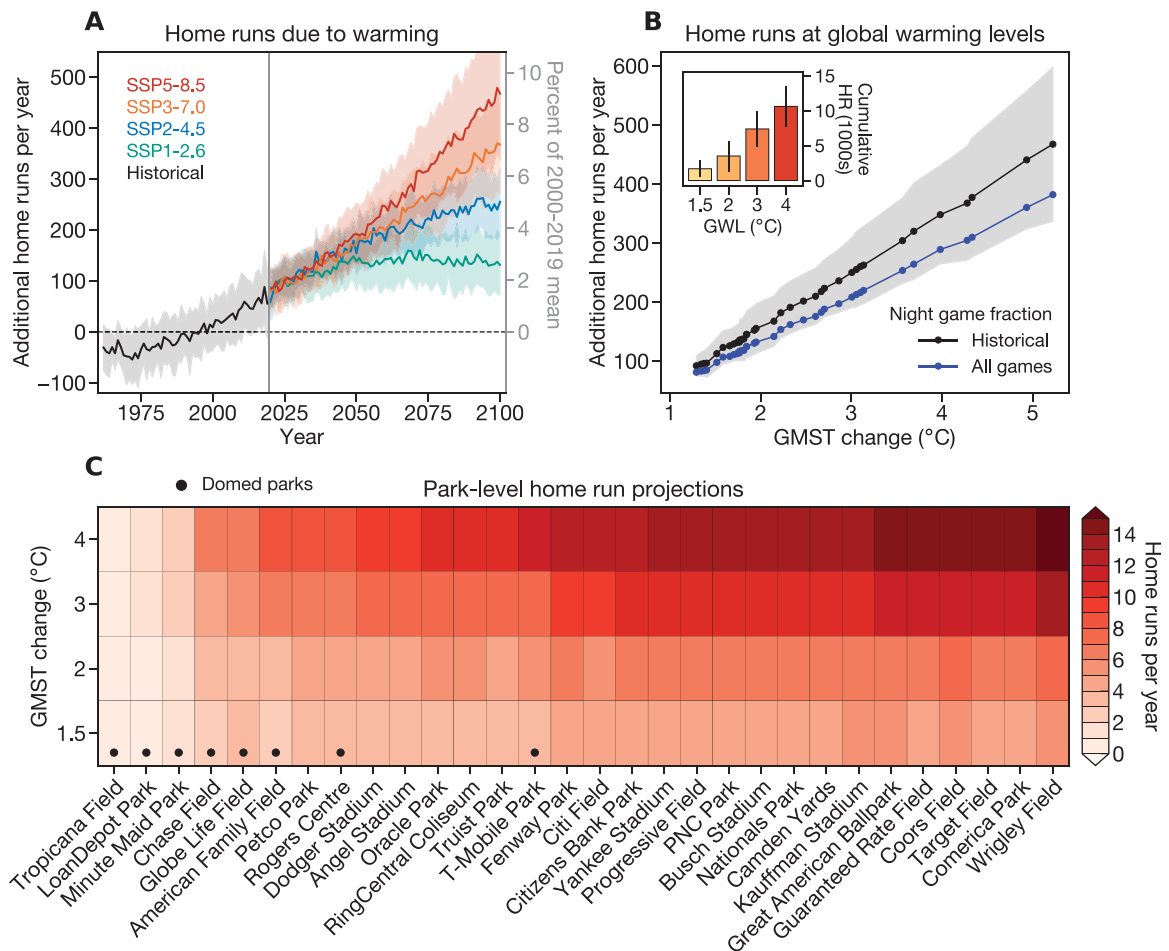 A
Home runs due to warming
Additional home runs per year
500
400
300
200
100
0
−100
SSP5–8.5
SSP3–7.0
SSP2–4.5
SSP1–2.6
Historical
10
8
6
4
2
0
Percent of 2000-2019 mean
1975
2000
2025
2050
2075
2100
Year
B
Home runs at global warming levels
Additional home runs per year
600
500
400
300
200
100
15
10
5
0
Cumulative
HR (1000s)
1.5
2
3
4
GWL (°C)
Night game fraction
Historical
All games
1
2
3
4
5
GMST change (°C)
C
Domed parks
Park-level home run projections
GMST change (°C)
4
3
2
1.5
14
12
10
8
6
4
2
0
Home runs per year
Tropicana Field
LoanDepot Park
Minute Maid Park
Chase Field
Globe Life Field
American Family Field
Petco Park
Rogers Centre
Dodger Stadium
Angel Stadium
Oracle Park
RingCentral Coliseum
Truist Park
T-Mobile Park
Fenway Park
Citi Field
Citizens Bank Park
Yankee Stadium
Progressive Field
PNC Park
Busch Stadium
Nationals Park
Camden Yards
Kauffman Stadium
Great American Ballpark
Guaranteed Rate Field
Coors Field
Target Field
Comerica Park
Wrigley Field